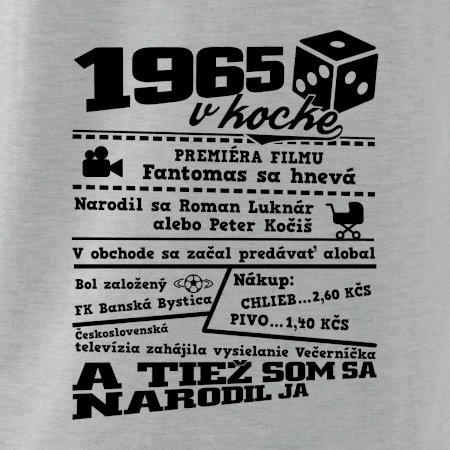 1965
v kocke
PREMIÉRA FILMU
Fantomas sa hnevá
Narodil sa Roman Luknár
alebo Peter Kočiš
V obchode sa začal predávať alobal
Bol založený
FK Banská Bystica
Nákup:
CHLIEB...2,60 KČS
PIVO...1,40 KČS
Československá
televízia zahájila vysielanie Večerníčka
A TIEŽ SOM SA
NARODIL JA